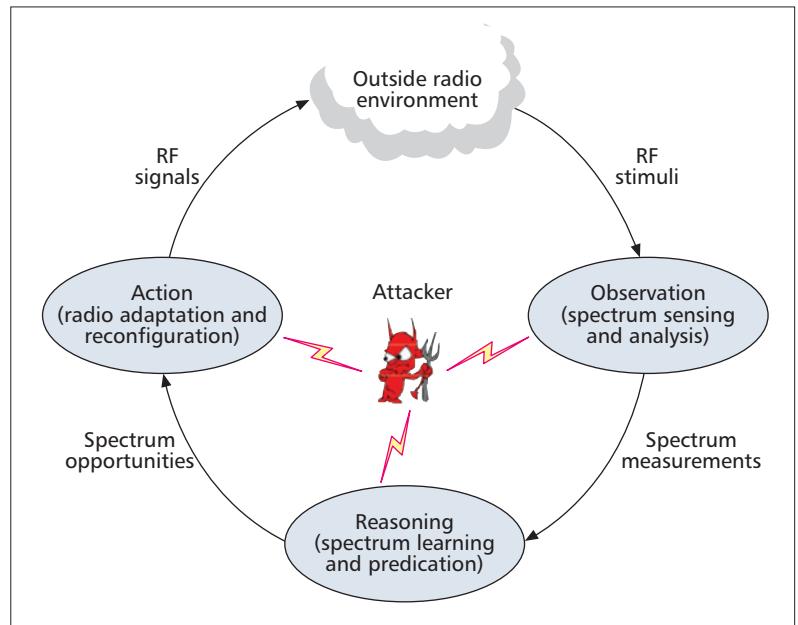 Outside radio
environment
RF
signals
RF
stimuli
Action
(radio adaptation and
reconfiguration)
Attacker
Observation
(spectrum sensing
and analysis)
Spectrum
opportunities
Spectrum
measurements
Reasoning
(spectrum learning
and predication)